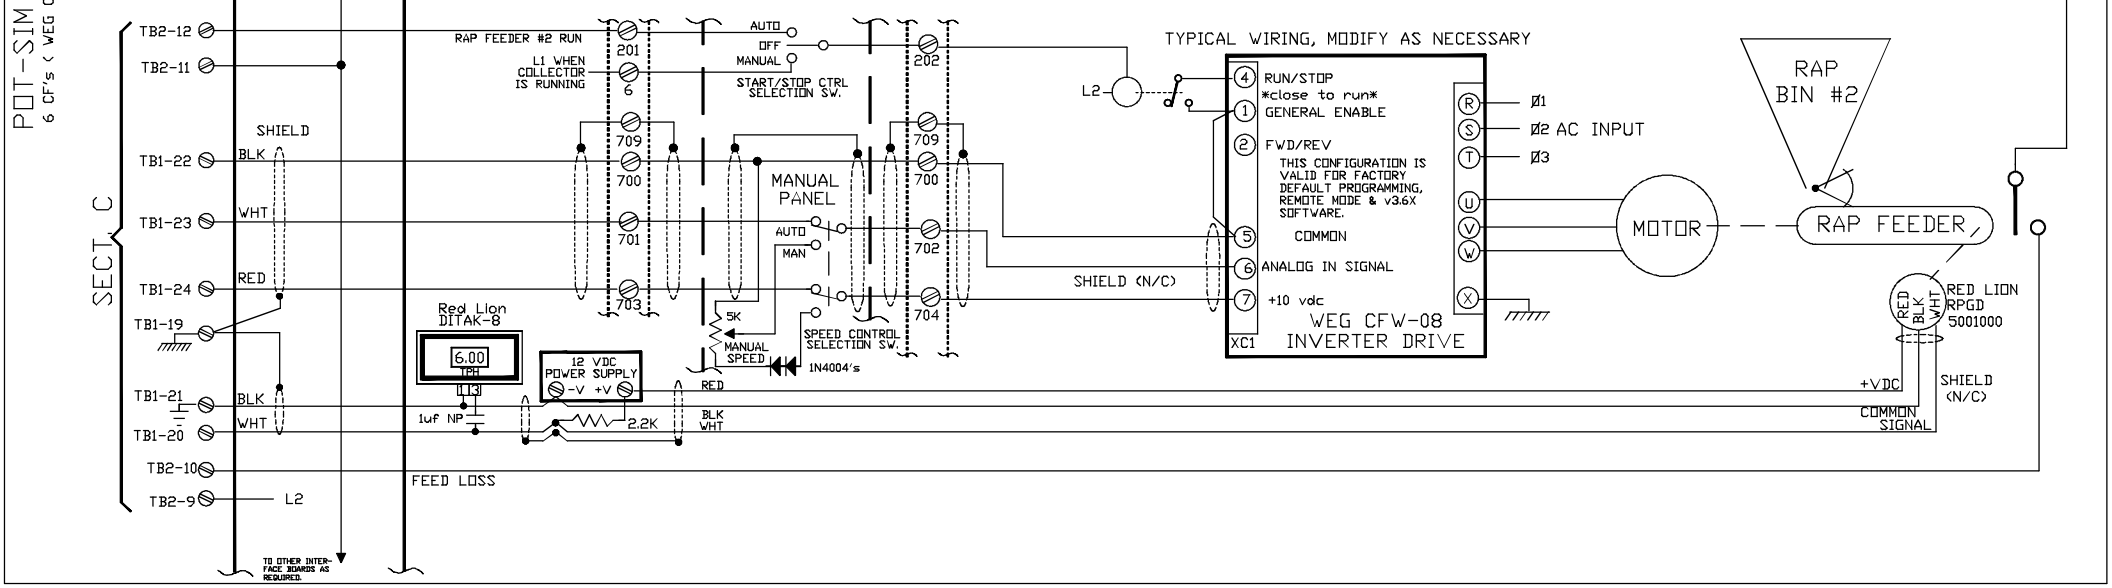 POT-SIM
6 CF's ( WEG
SECT. C
TB2-12
TB2-11
TB1-22
TB1-23
TB1-24
TB1-19
TB1-21
TB1-20
TB2-10
TB2-9
SHIELD
BLK
WHT
RED
BLK
WHT
L2
TO OTHER INTER-
FACE BOARDS AS
REQUIRED.
RAP FEEDER #2 RUN
L1 WHEN
COLLECTOR
IS RUNNING
201
6
709
700
701
703
Red Lion
DITAK-8
6.00
TPH
1 3
1uf NP
12 VDC
POWER SUPPLY
-V +V
2.2K
RED
BLK
WHT
FEED LOSS
AUTO
OFF
MANUAL
START/STOP CTRL
SELECTION SW.
MANUAL
PANEL
AUTO
MAN
5K
MANUAL
SPEED
SPEED CONTROL
SELECTION SW.
1N4004's
202
709
700
702
704
L2
SHIELD (N/C)
TYPICAL WIRING, MODIFY AS NECESSARY
4 RUN/STOP
*close to run*
1 GENERAL ENABLE
2 FWD/REV
THIS CONFIGURATION IS
VALID FOR FACTORY
DEFAULT PROGRAMMING,
REMOTE MODE & v3.6X
SOFTWARE.
5 COMMON
6 ANALOG IN SIGNAL
7 +10 vdc
WEG CFW-08
INVERTER DRIVE
XC1
R Ø1
S Ø2 AC INPUT
T Ø3
U
V
W
X
MOTOR
RAP
BIN #2
RAP FEEDER
RED
BLK
WHT
RED LION
RPGD
5001000
+VDC
COMMON
SIGNAL
SHIELD
(N/C)